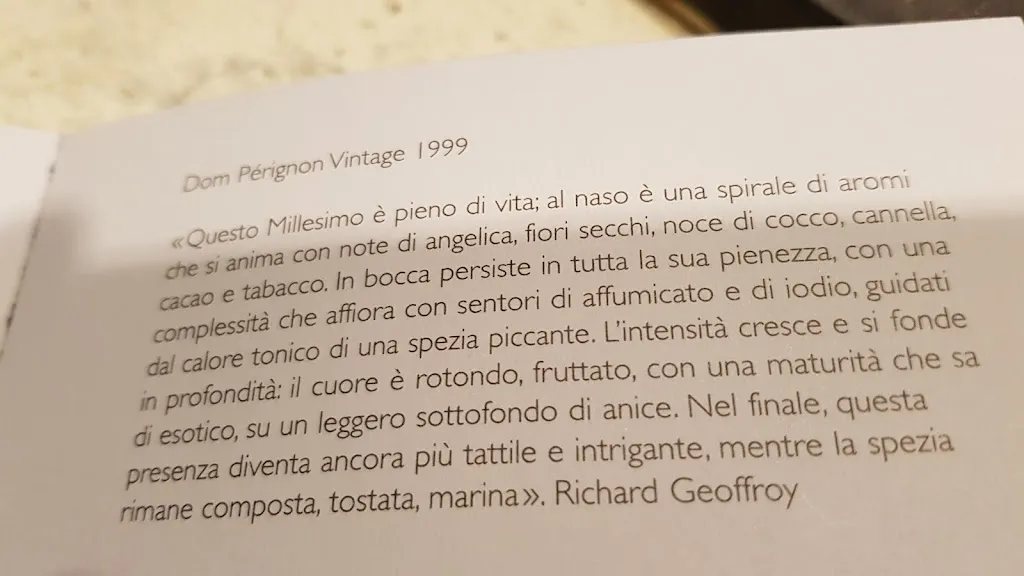 Dom Pérignon Vintage 1999
«Questo Millesimo è pieno di vita; al naso è una spirale di aromi
che si anima con note di angelica, fiori secchi, noce di cocco, cannella,
cacao e tabacco. In bocca persiste in tutta la sua pienezza, con una
complessità che affiora con sentori di affumicato e di iodio, guidati
dal calore tonico di una spezia piccante. L'intensità cresce e si fonde
in profondità: il cuore è rotondo, fruttato, con una maturità che sa
di esotico, su un leggero sottofondo di anice. Nel finale, questa
presenza diventa ancora più tattile e intrigante, mentre la spezia
rimane composta, tostata, marina». Richard Geoffroy